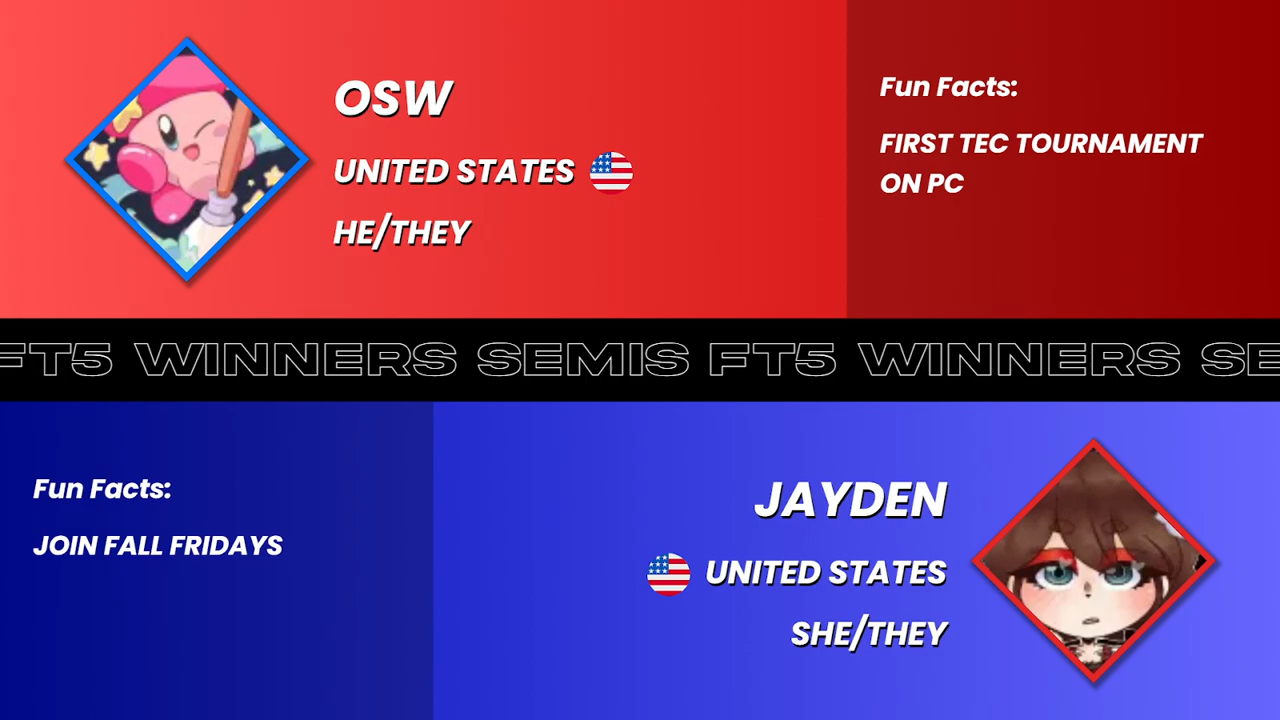 OSW
UNITED STATES
HE/THEY
Fun Facts:
FIRST TEC TOURNAMENT
ON PC
FT5 WINNERS SEMIS FT5 WINNERS SE
Fun Facts:
JOIN FALL FRIDAYS
JAYDEN
UNITED STATES
SHE/THEY